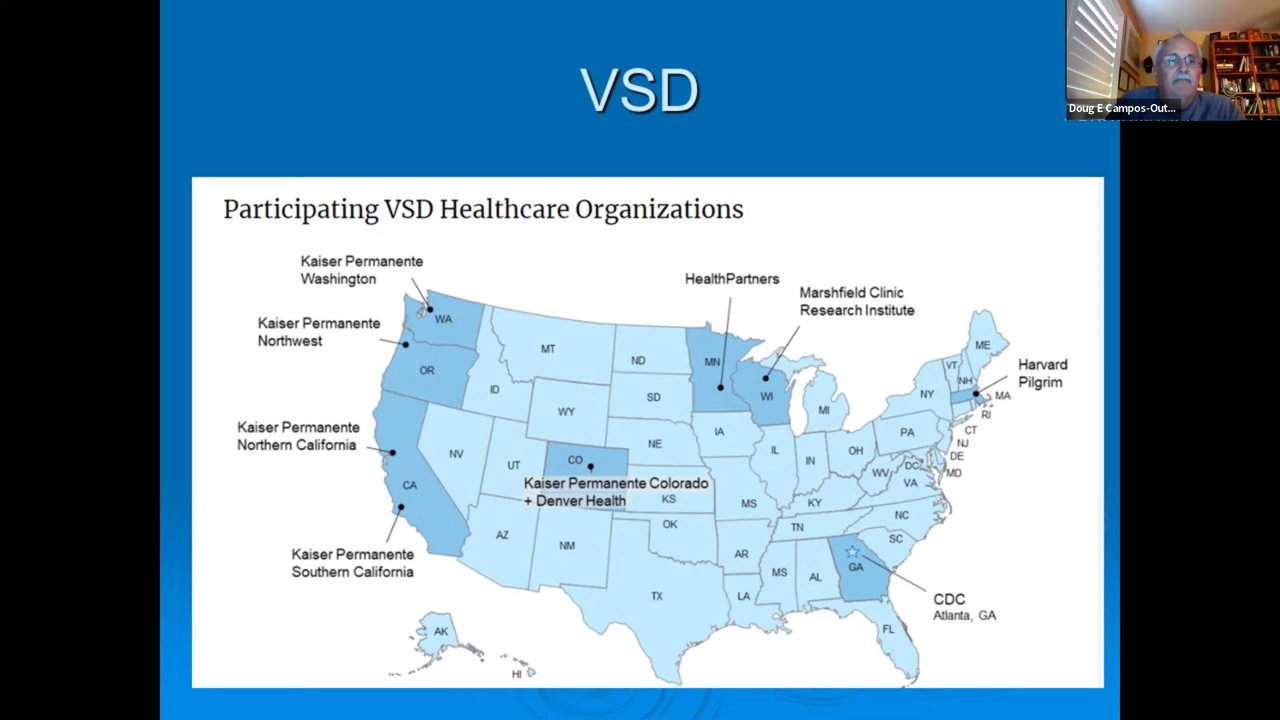 VSD
Doug E Campos-Out...
Participating VSD Healthcare Organizations
Kaiser Permanente
Washington
Kaiser Permanente
Northwest
Kaiser Permanente
Northern California
Kaiser Permanente
Southern California
HealthPartners
Marshfield Clinic
Research Institute
Harvard
Pilgrim
Kaiser Permanente Colorado
+ Denver Health
CDC
Atlanta, GA
WA
OR
CA
NV
ID
MT
WY
UT
CO
AZ
NM
ND
SD
NE
KS
OK
TX
MN
IA
MS
AR
LA
WI
IL
MI
IN
OH
KY
TN
MS
AL
GA
FL
SC
NC
VA
WV
DC
MD
DE
NJ
PA
NY
CT
RI
MA
VT
NH
ME
AK
HI